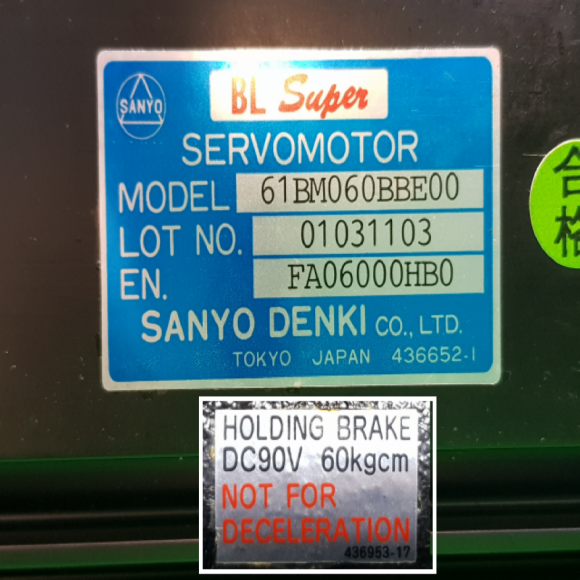 SANYO
BL Super
SERVOMOTOR
MODEL 61BM060BBE00
LOT NO. 01031103
EN. FA06000HB0
SANYO DENKI CO., LTD.
TOKYO JAPAN 436652-1
合格
HOLDING BRAKE
DC90V 60kgcm
NOT FOR
DECELERATION
436953-17